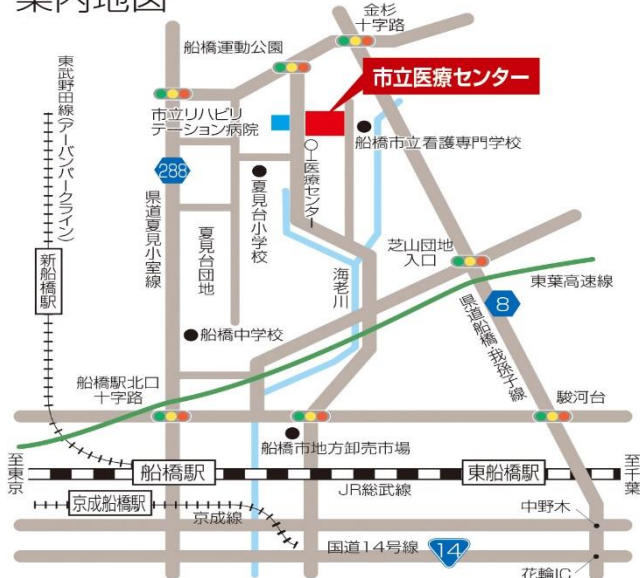 案内地図
金杉
十字路
船橋運動公園
市立医療センター
東武野田線(アーバンパークライン)
市立リハビリ
テーション病院
船橋市立看護専門学校
288
県道夏見小室線
医療センター
夏見台小学校
夏見台団地
海老川
芝山団地
入口
東葉高速線
新船橋駅
8
県道船橋・我孫子線
船橋中学校
船橋駅北口
十字路
駿河台
船橋市地方卸売市場
至東京
船橋駅
東船橋駅
至千葉
JR総武線
京成船橋駅
京成線
中野木
国道14号線
14
花輪IC